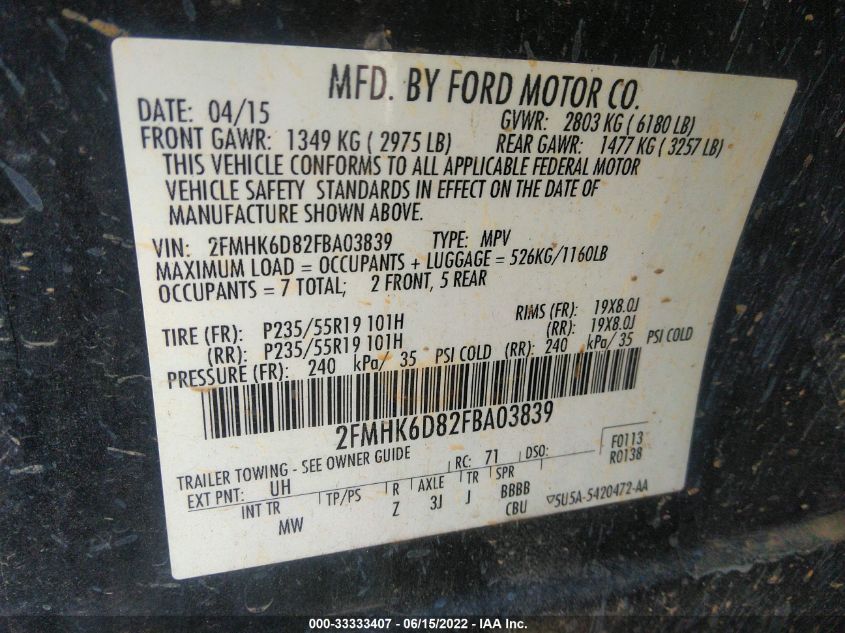 MFD. BY FORD MOTOR CO.
DATE: 04/15 GVWR: 2803 KG ( 6180 LB)
FRONT GAWR: 1349 KG ( 2975 LB) REAR GAWR: 1477 KG ( 3257 LB)
THIS VEHICLE CONFORMS TO ALL APPLICABLE FEDERAL MOTOR
VEHICLE SAFETY STANDARDS IN EFFECT ON THE DATE OF
MANUFACTURE SHOWN ABOVE.
VIN: 2FMHK6D82FBA03839 TYPE: MPV
MAXIMUM LOAD = OCCUPANTS + LUGGAGE = 526KG/1160LB
OCCUPANTS = 7 TOTAL; 2 FRONT, 5 REAR
TIRE (FR): P235/55R19 101H RIMS (FR): 19X8.0J
(RR): P235/55R19 101H (RR): 19X8.0J
PRESSURE (FR): 240 kPa/ 35 PSI COLD (RR): 240 kPa/ 35 PSI COLD
2FMHK6D82FBA03839
TRAILER TOWING - SEE OWNER GUIDE RC: 71 DSO: F0113
R0138
EXT PNT: UH
INT TR TP/PS R AXLE TR SPR
MW Z 3J J BBBB
CBU ▽5U5A-5420472-AA
000-33333407 - 06/15/2022 - IAA Inc.